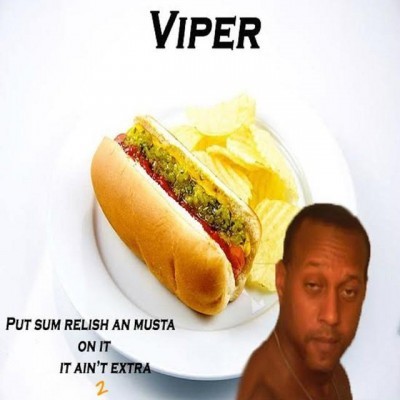 VIPER
PUT SUM RELISH AN MUSTA
ON IT
IT AIN'T EXTRA
2